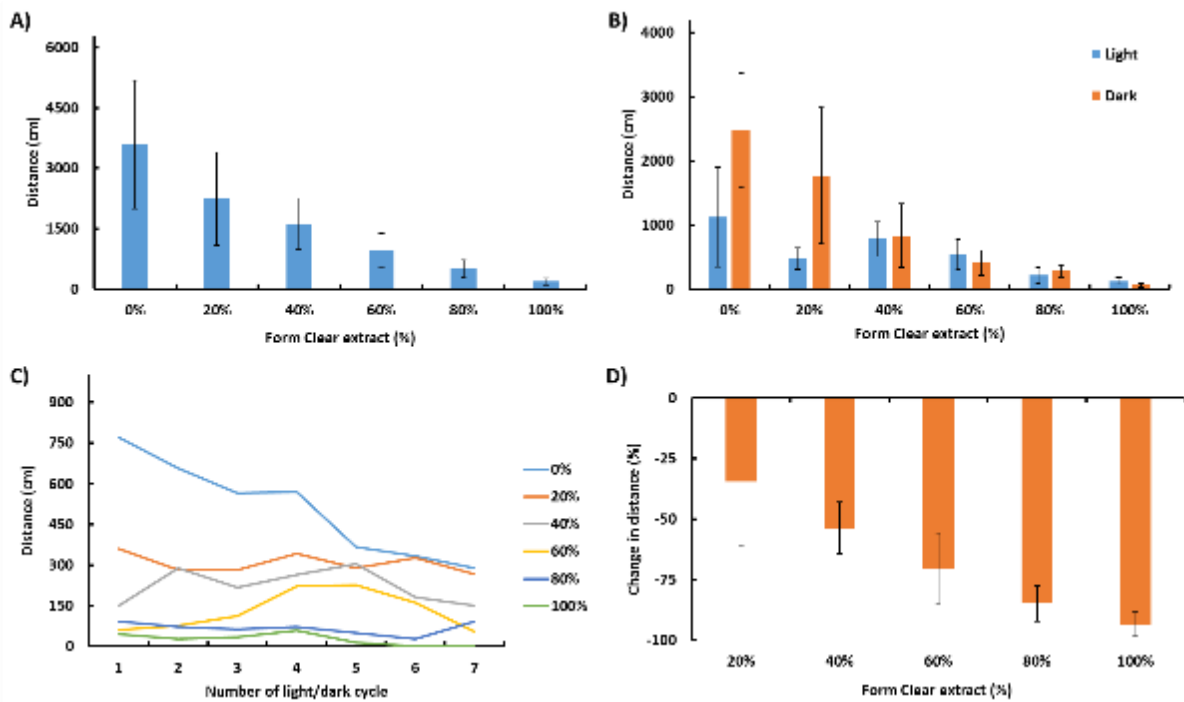 A)
6000
4500
3000
1500
0
Distance (cm)
0% 20% 40% 60% 80% 100%
Form Clear extract (%)
B)
4000
3000
2000
1000
0
Distance (cm)
Light
Dark
0% 20% 40% 60% 80% 100%
Form Clear extract (%)
C)
900
750
600
450
300
150
0
Distance (cm)
0%
20%
40%
60%
80%
100%
1 2 3 4 5 6 7
Number of light/dark cycle
D)
0
-25
-50
-75
-100
Change in distance (%)
20% 40% 60% 80% 100%
Form Clear extract (%)